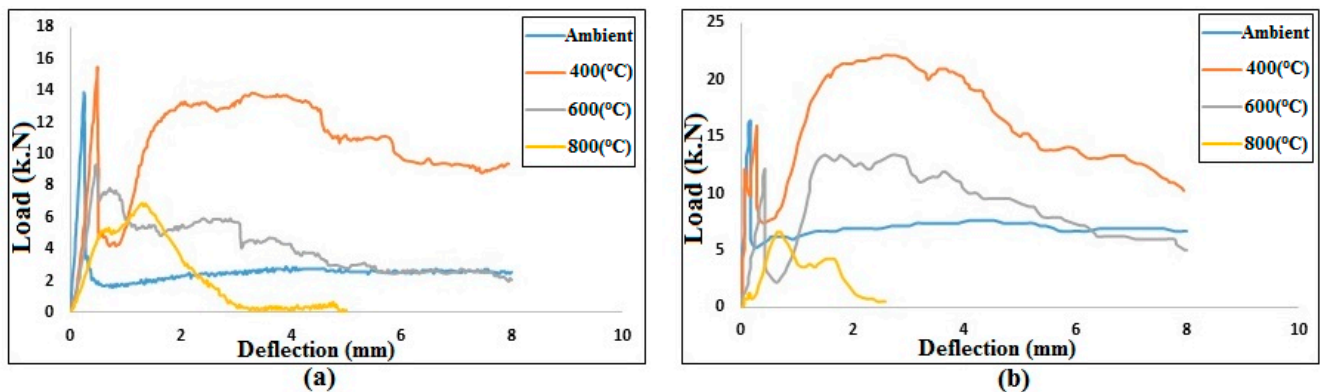 18
16
14
12
10
8
6
4
2
0
Load (k.N)
0 2 4 6 8 10
Deflection (mm)
Ambient
400(°C)
600(°C)
800(°C)
(a)
25
20
15
10
5
0
Load (k.N)
0 2 4 6 8 10
Deflection (mm)
Ambient
400(°C)
600(°C)
800(°C)
(b)